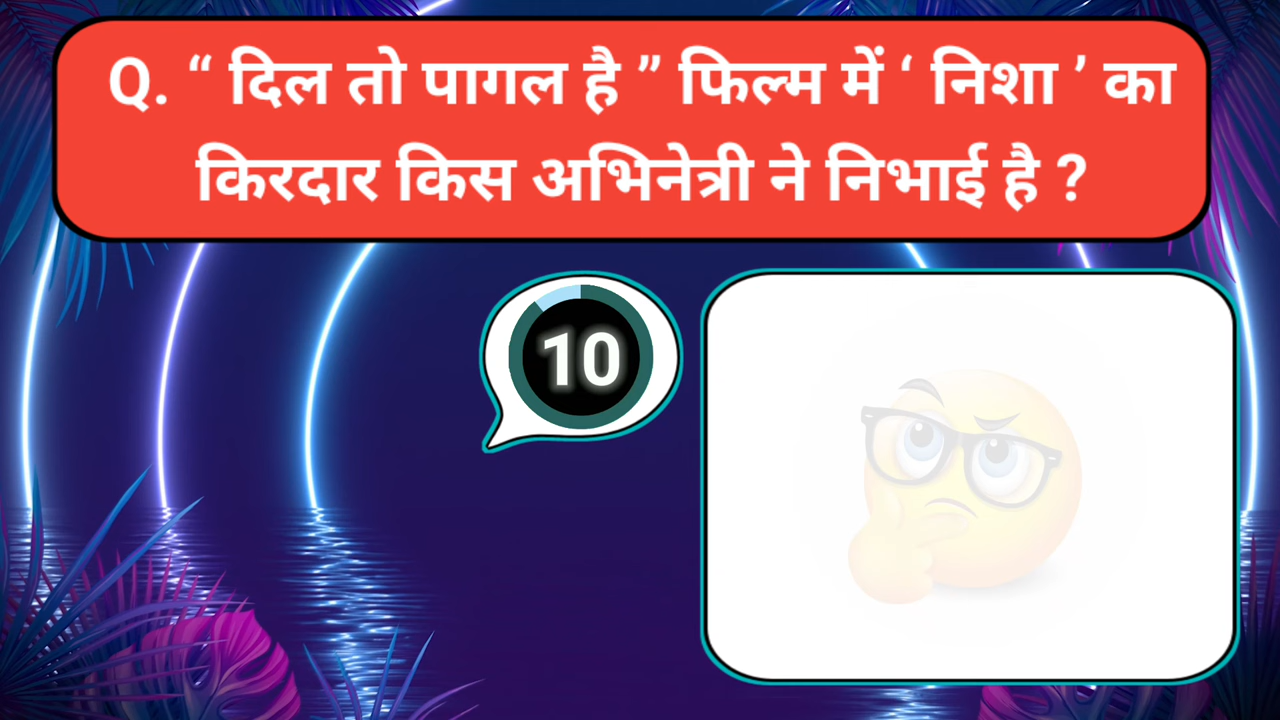 Q. “ दिल तो पागल है ” फिल्म में ‘ निशा ’ का
किरदार किस अभिनेत्री ने निभाई है ?
10